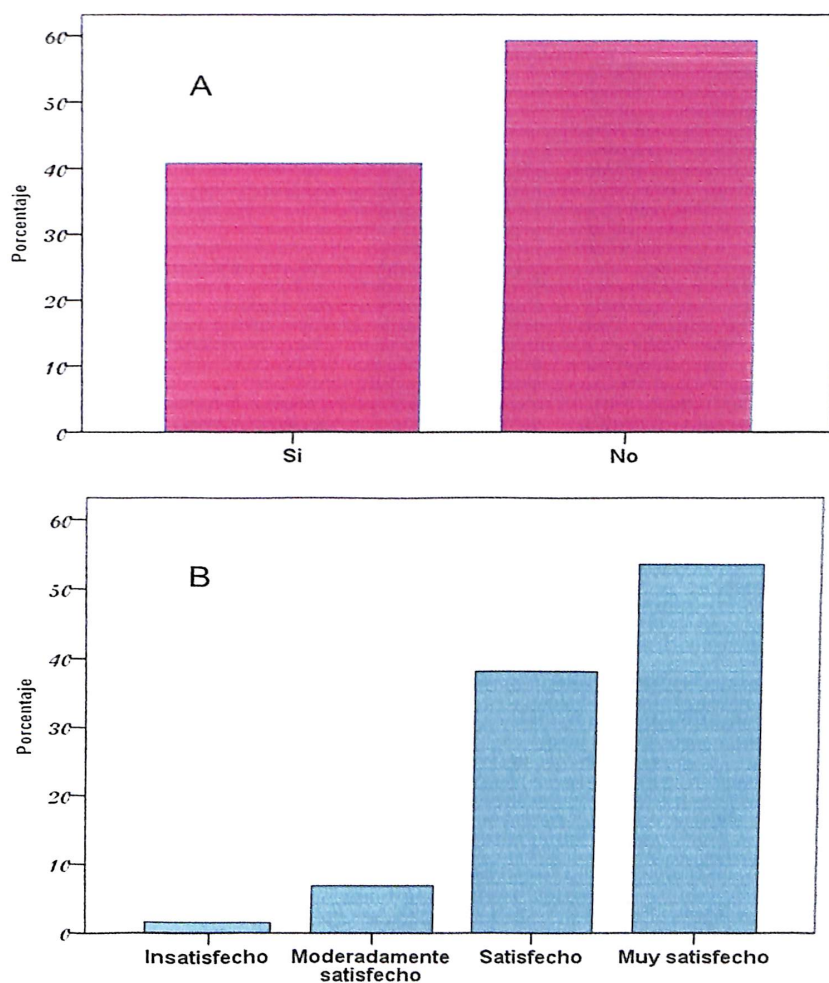 60
A
50
40
Porcentaje
30
20
10
0
Si
No
60
B
50
40
Porcentaje
30
20
10
0
Insatisfecho
Moderadamente
satisfecho
Satisfecho
Muy satisfecho